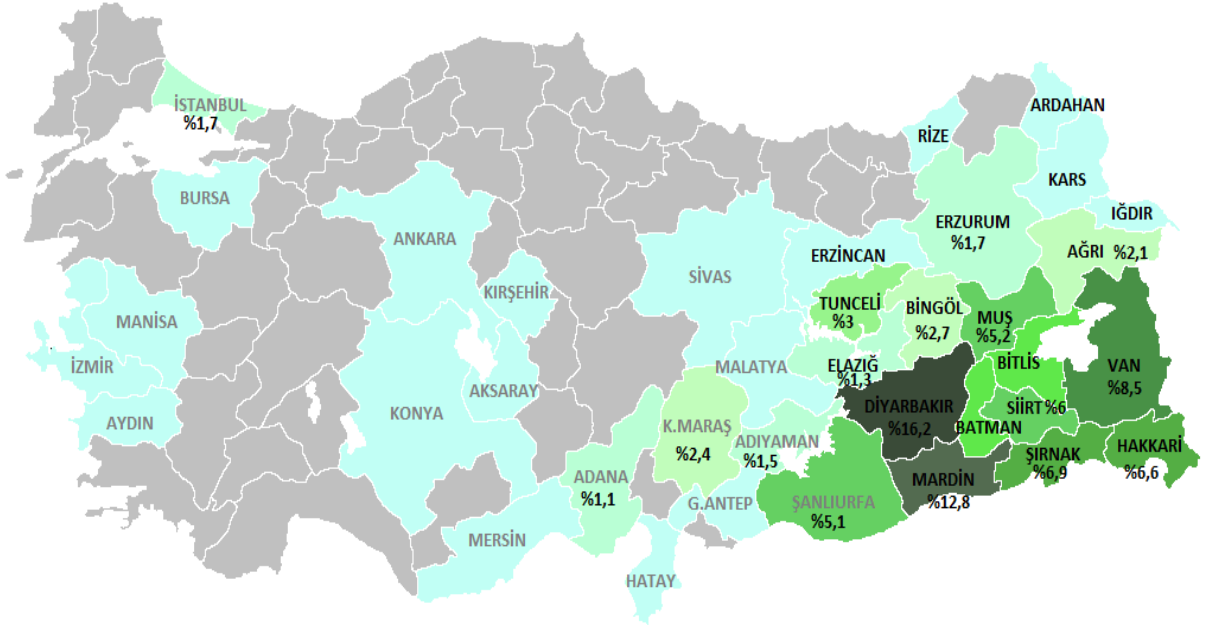 İSTANBUL
%1,7
BURSA
ANKARA
KIRŞEHİR
MANİSA
İZMİR
AYDIN
KONYA
AKSARAY
SİVAS
MALATYA
K.MARAŞ
%2,4
ADIYAMAN
%1,5
ADANA
%1,1
G.ANTEP
MERSİN
HATAY
ŞANLIURFA
%5,1
RİZE
ARDAHAN
KARS
IĞDIR
ERZURUM
%1,7
AĞRI %2,1
ERZİNCAN
TUNCELİ
%3
BİNGÖL
%2,7
MUŞ
%5,2
ELAZIĞ
%1,3
BİTLİS
VAN
%8,5
DİYARBAKIR
%16,2
SİİRT %6
BATMAN
ŞIRNAK
%6,9
HAKKARİ
%6,6
MARDİN
%12,8